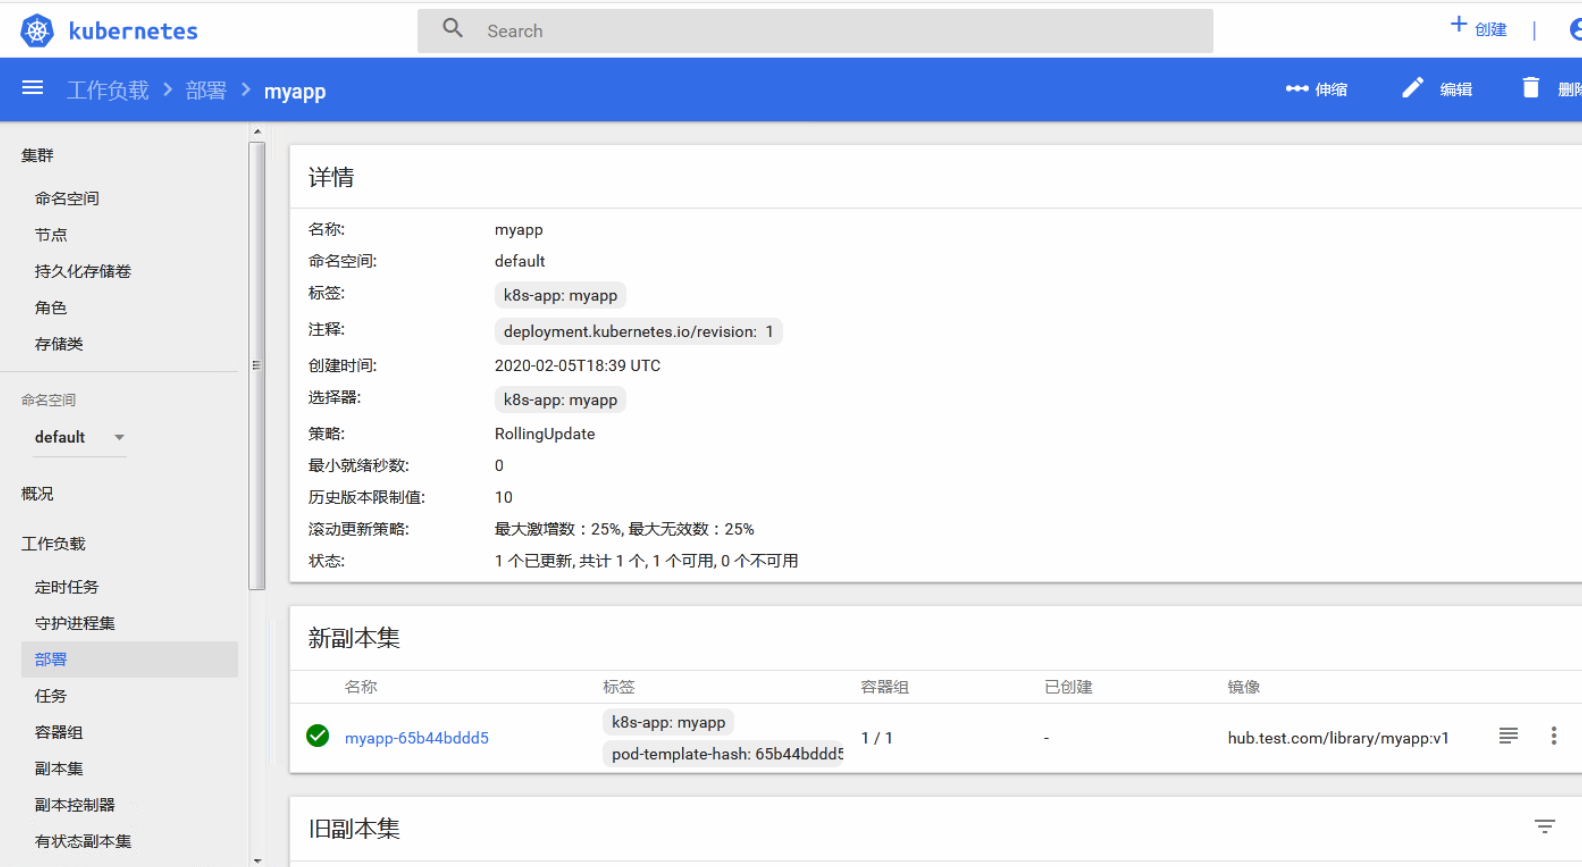 kubernetes
Search
创建
工作负载 > 部署 > myapp
伸缩
编辑
删除
集群
命名空间
节点
持久化存储卷
角色
存储类
命名空间
default
概况
工作负载
定时任务
守护进程集
部署
任务
容器组
副本集
副本控制器
有状态副本集
详情
名称: myapp
命名空间: default
标签: k8s-app: myapp
注释: deployment.kubernetes.io/revision: 1
创建时间: 2020-02-05T18:39 UTC
选择器: k8s-app: myapp
策略: RollingUpdate
最小就绪秒数: 0
历史版本限制值: 10
滚动更新策略: 最大激增数：25%, 最大无效数：25%
状态: 1 个已更新, 共计 1 个, 1 个可用, 0 个不可用
新副本集
名称 标签 容器组 已创建 镜像
k8s-app: myapp
myapp-65b44bddd5 1 / 1 - hub.test.com/library/myapp:v1
pod-template-hash: 65b44bddd5
旧副本集